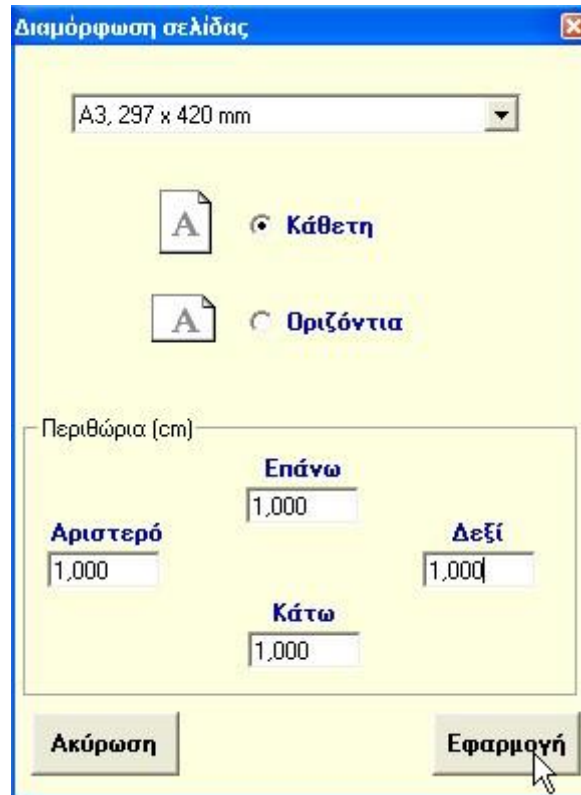 Διαμόρφωση σελίδας
A3, 297 x 420 mm
A
Κάθετη
A
Οριζόντια
Περιθώρια (cm)
Επάνω
1,000
Αριστερό
Δεξί
1,000
1,000
Κάτω
1,000
Ακύρωση
Εφαρμογή